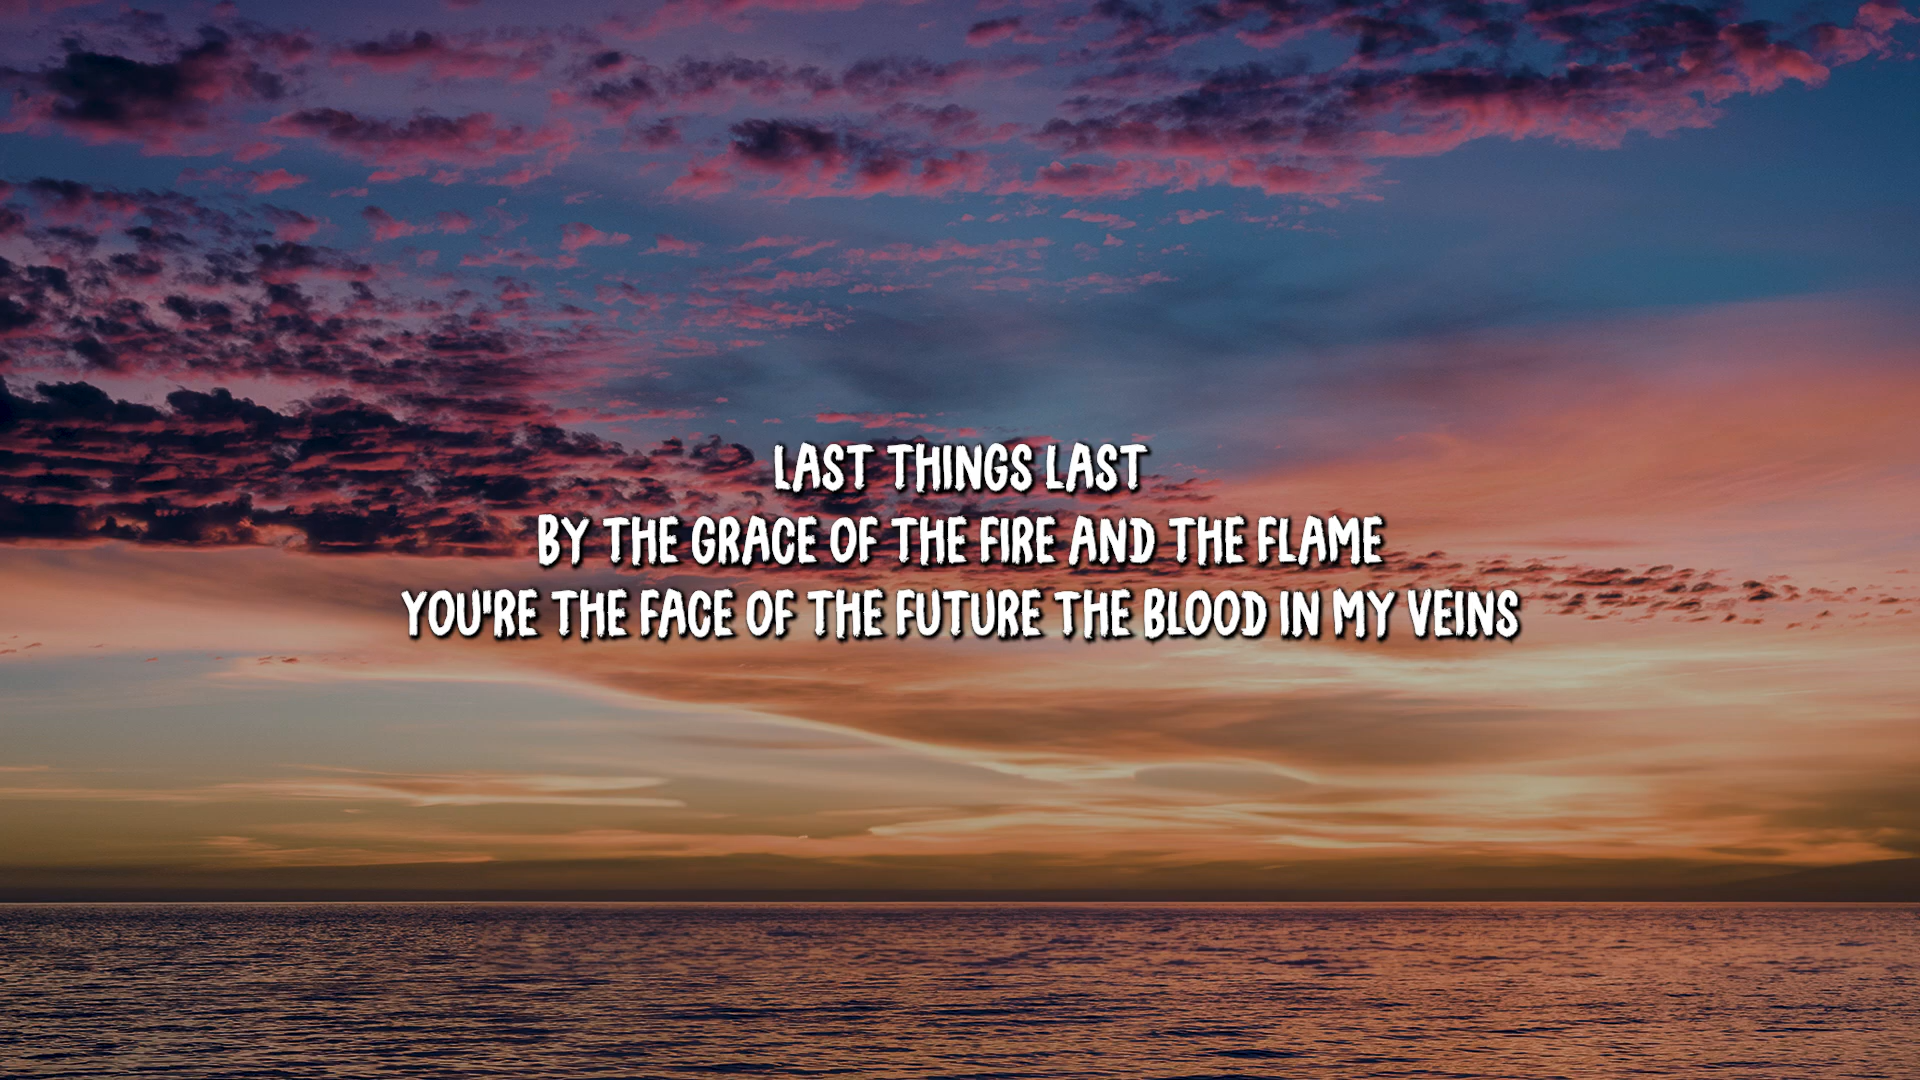 LAST THINGS LAST
BY THE GRACE OF THE FIRE AND THE FLAME
YOU'RE THE FACE OF THE FUTURE THE BLOOD IN MY VEINS